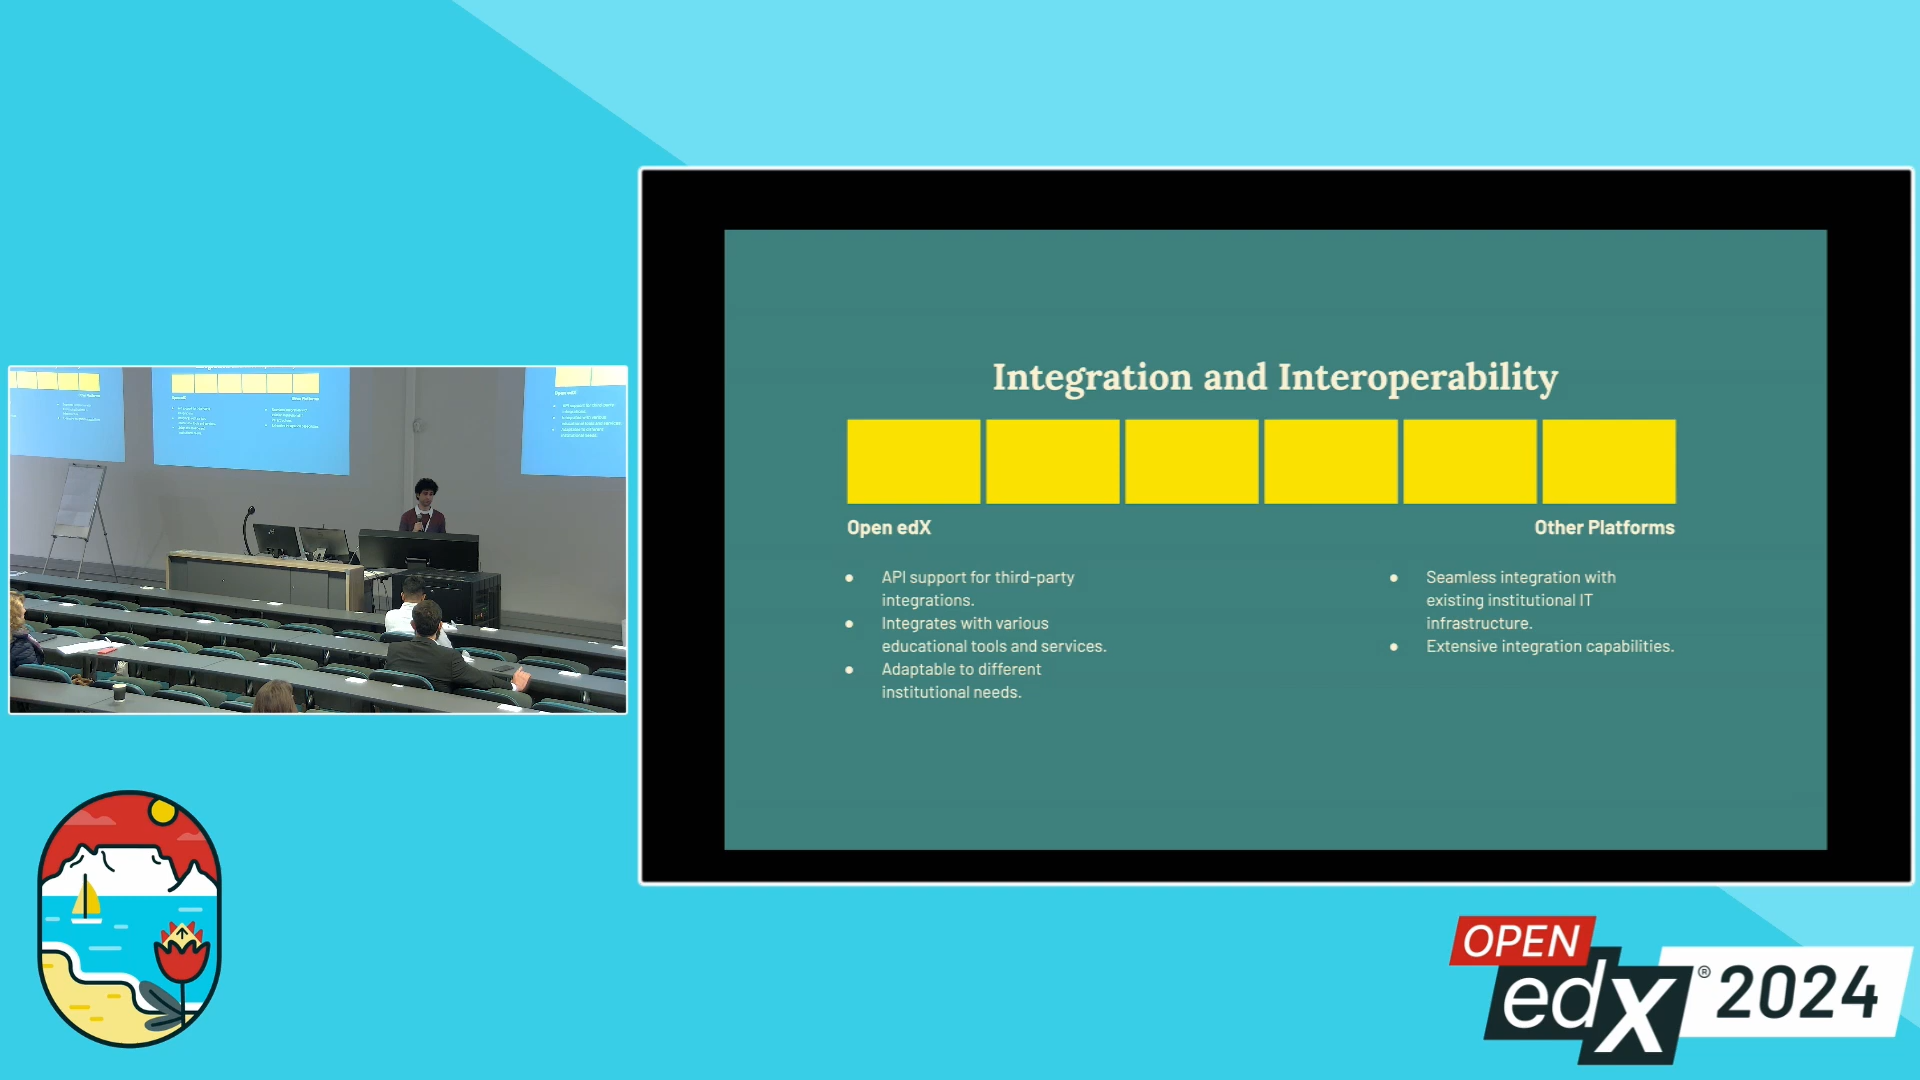 Integration and Interoperability
Open edX
API support for third-party
integrations.
Integrates with various
educational tools and services.
Adaptable to different
institutional needs.
Other Platforms
Seamless integration with
existing institutional IT
infrastructure.
Extensive integration capabilities.
OPEN
edX® 2024